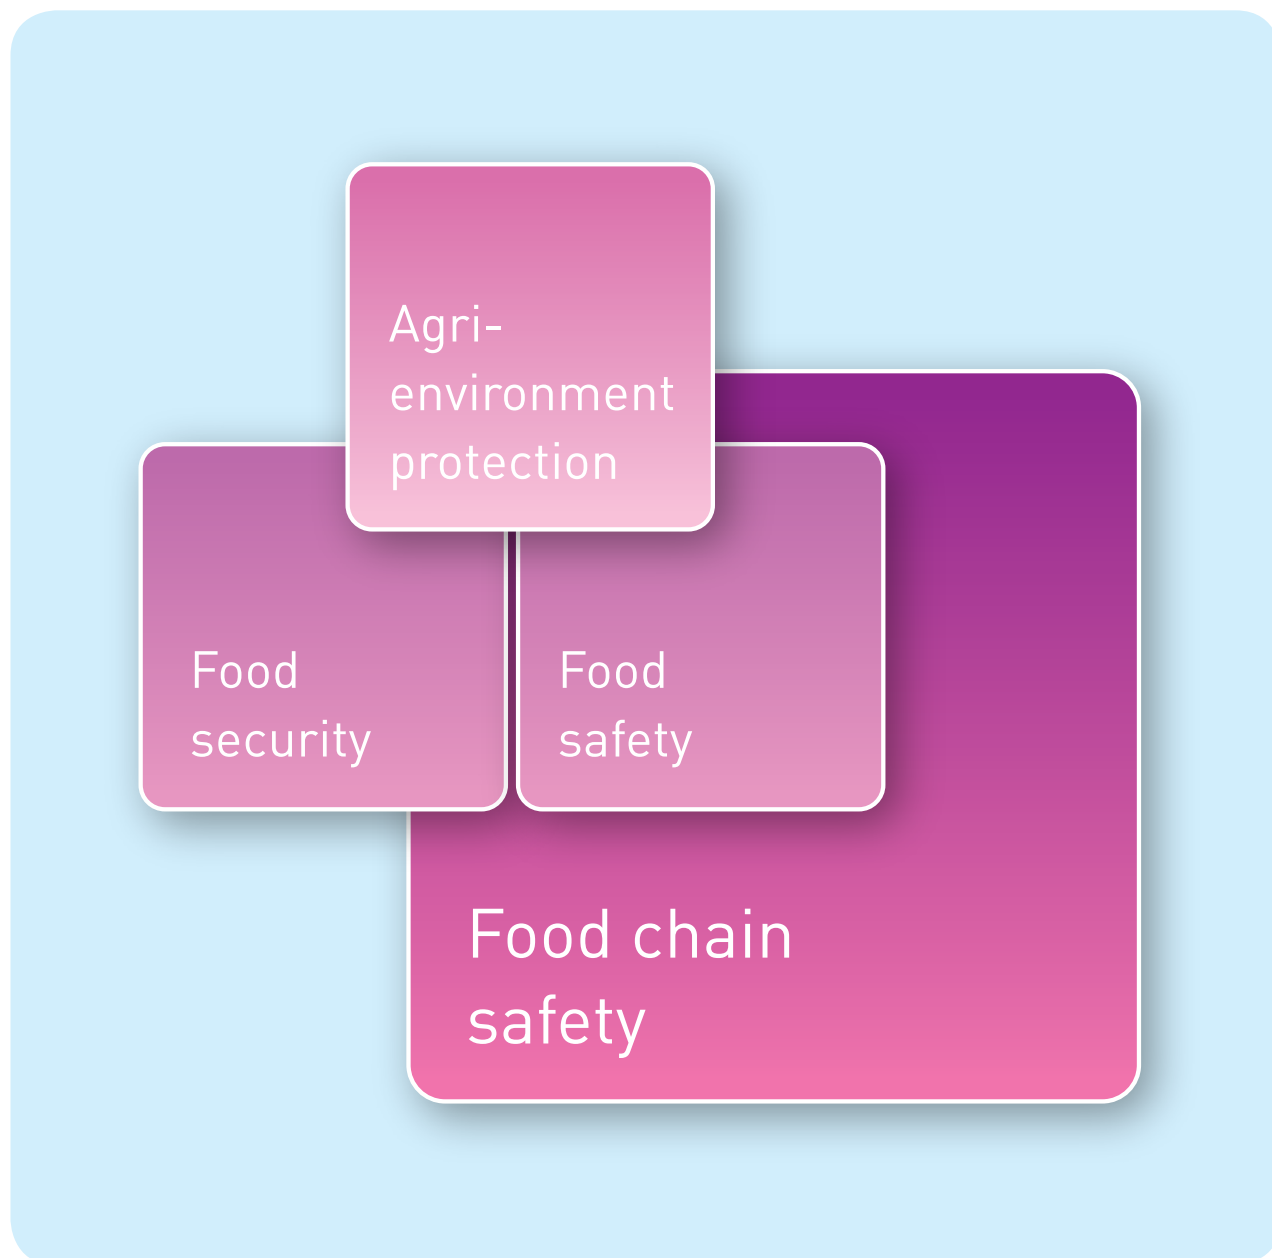 Agri-
environment
protection
Food
security
Food
safety
Food chain
safety